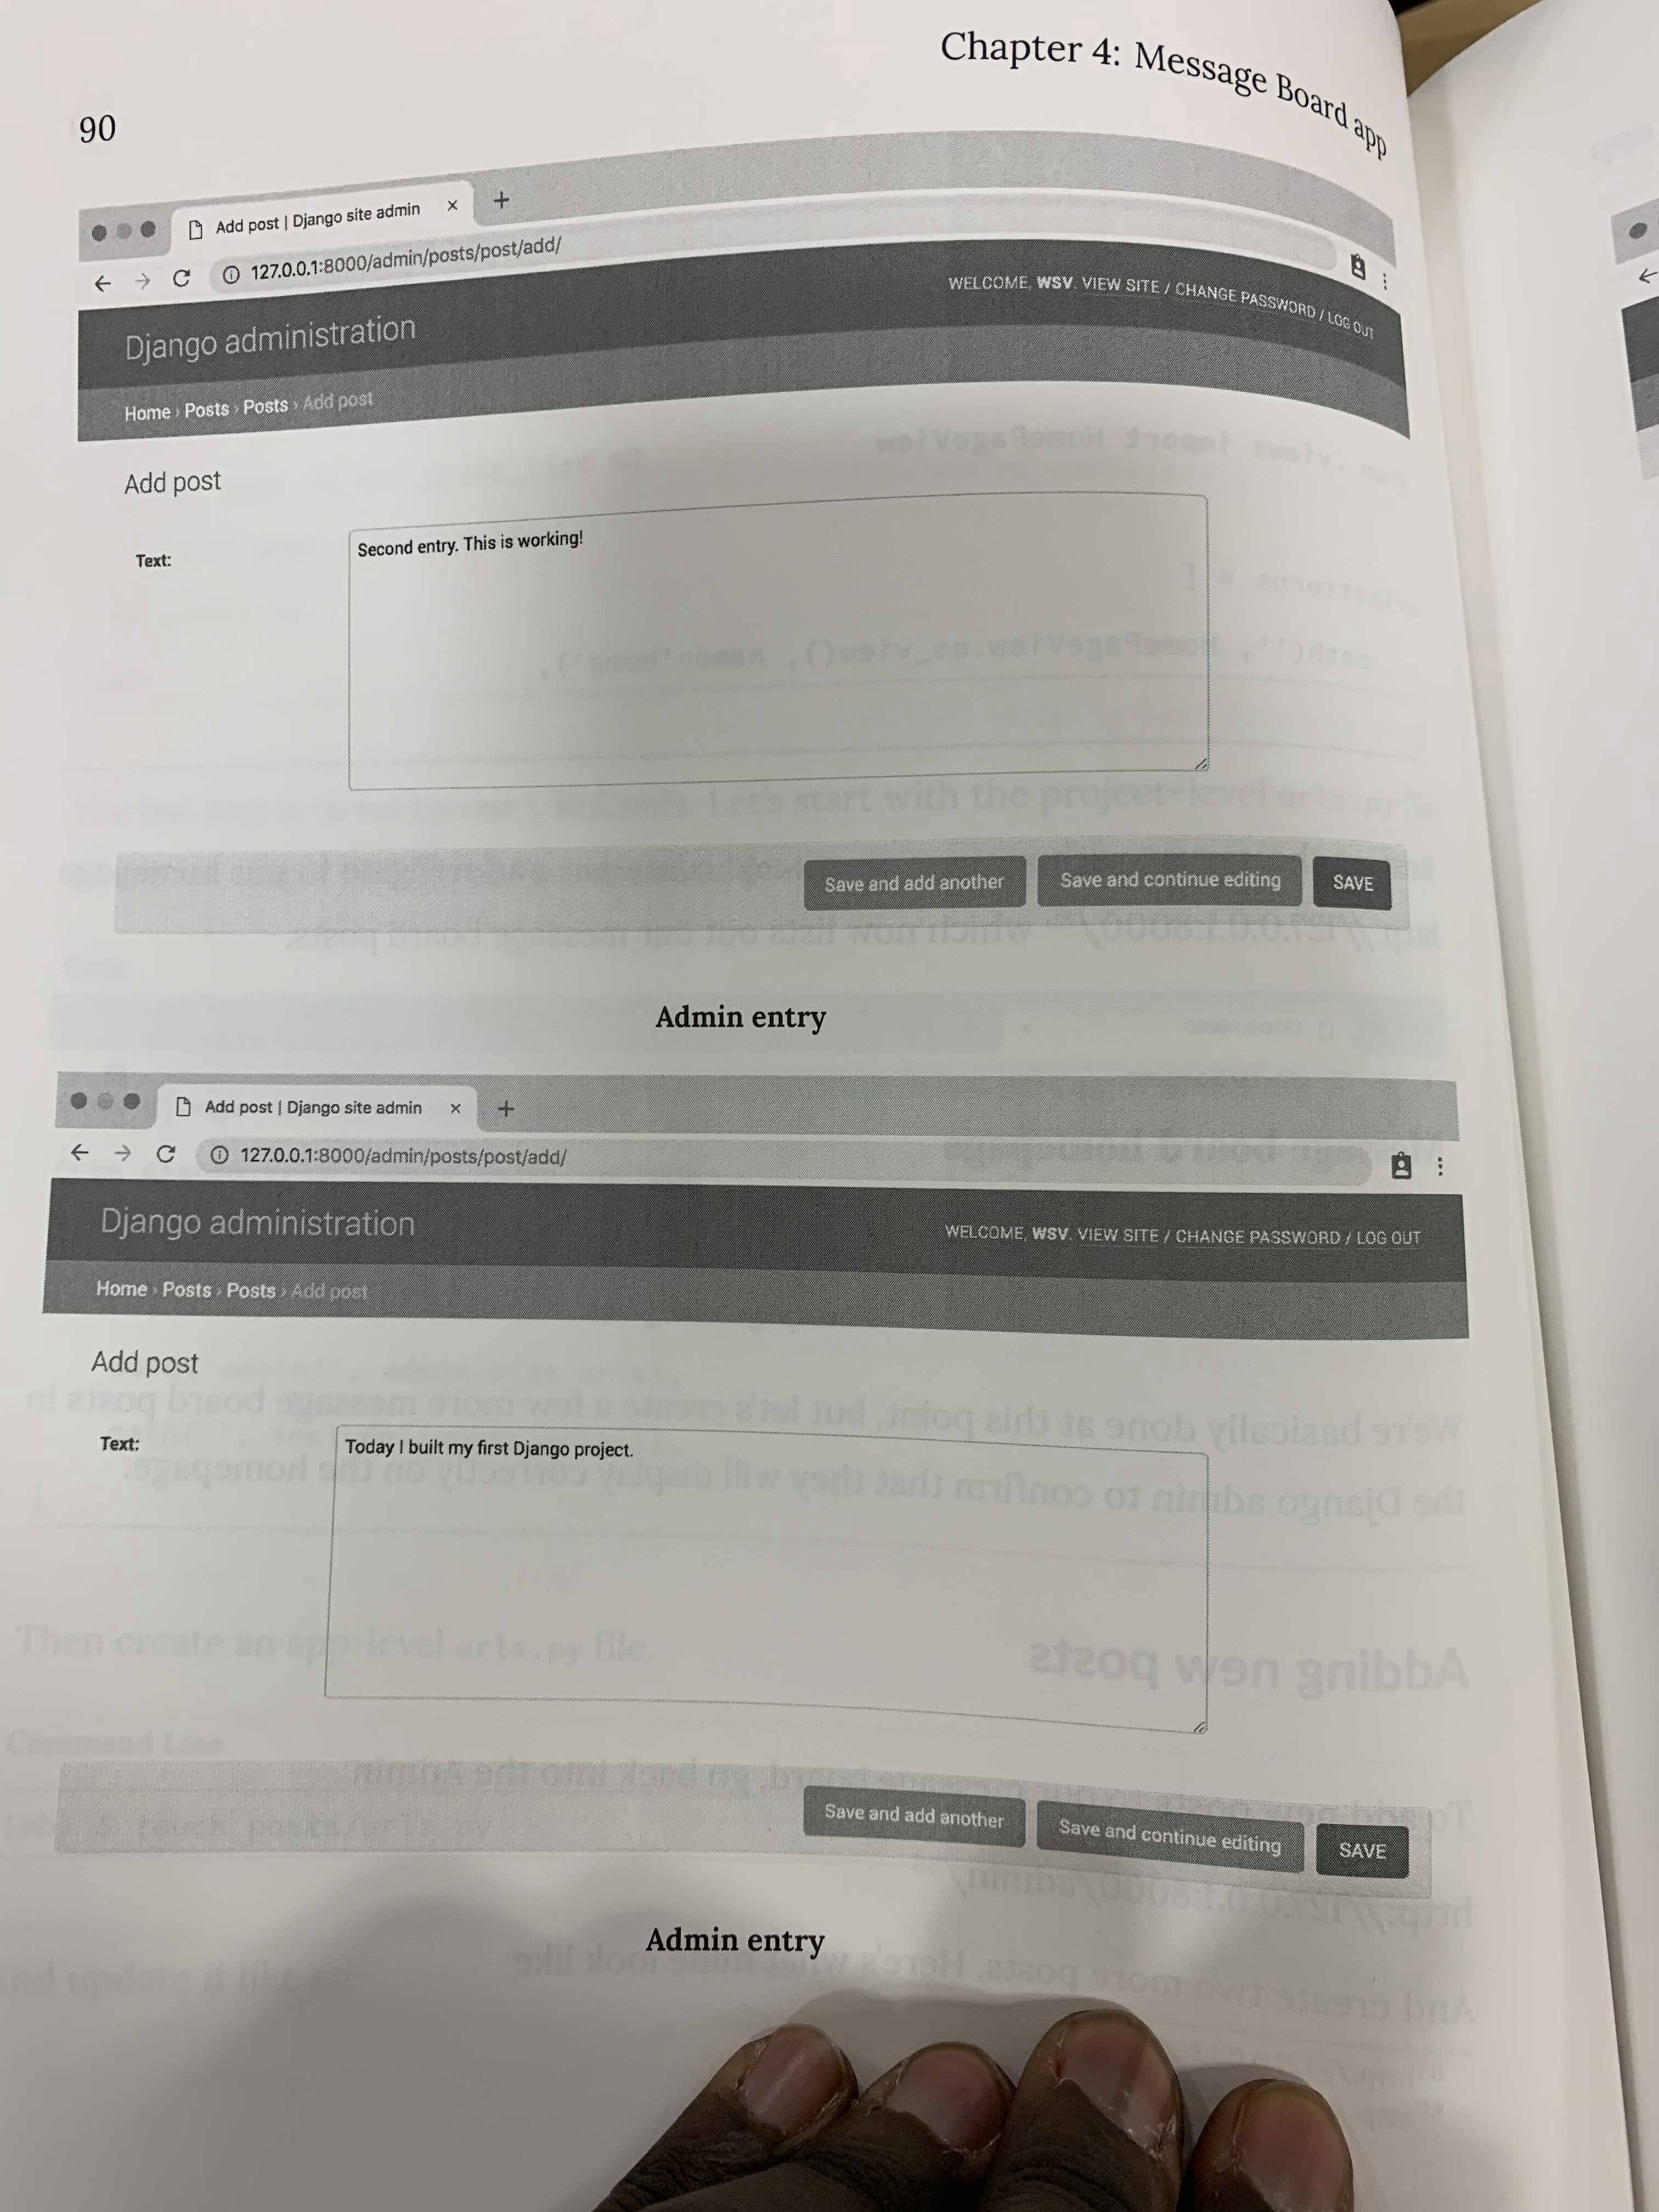 90
Chapter 4: Message Board app
Add post | Django site admin × +
127.0.0.1:8000/admin/posts/post/add/
Django administration
WELCOME, WSV. VIEW SITE / CHANGE PASSWORD / LOG OUT
Home › Posts › Posts › Add post
Add post
Text:
Second entry. This is working!
Save and add another
Save and continue editing
SAVE
Admin entry
Add post | Django site admin × +
127.0.0.1:8000/admin/posts/post/add/
Django administration
WELCOME, WSV. VIEW SITE / CHANGE PASSWORD / LOG OUT
Home › Posts › Posts › Add post
Add post
Text:
Today I built my first Django project.
Save and add another
Save and continue editing
SAVE
Admin entry